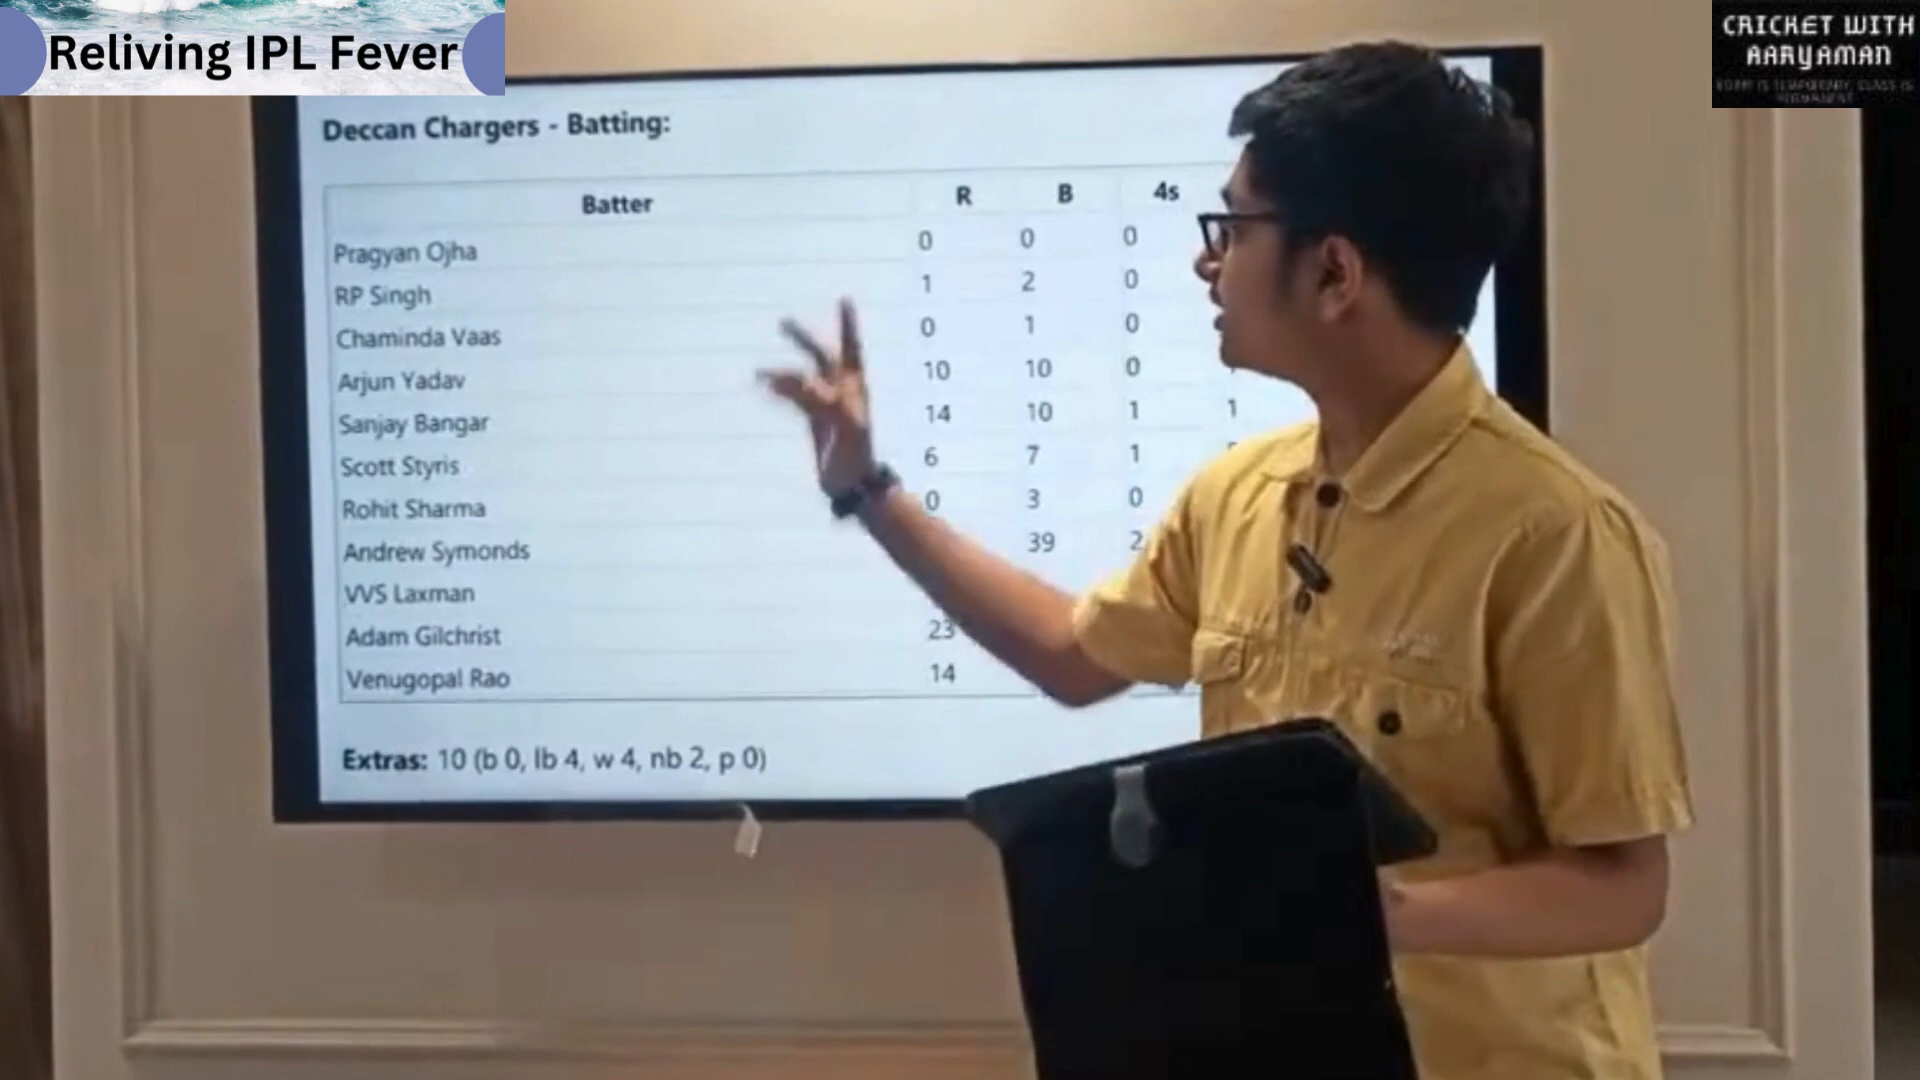 Reliving IPL Fever
CRICKET WITH
AARYAMAN
Deccan Chargers - Batting:
Batter R B 4s
Pragyan Ojha 0 0 0
RP Singh 1 2 0
Chaminda Vaas 0 1 0
Arjun Yadav 10 10 0
Sanjay Bangar 14 10 1 1
Scott Styris 6 7 1
Rohit Sharma 0 3 0
Andrew Symonds 39 2
VVS Laxman
Adam Gilchrist 23
Venugopal Rao 14
Extras: 10 (b 0, lb 4, w 4, nb 2, p 0)